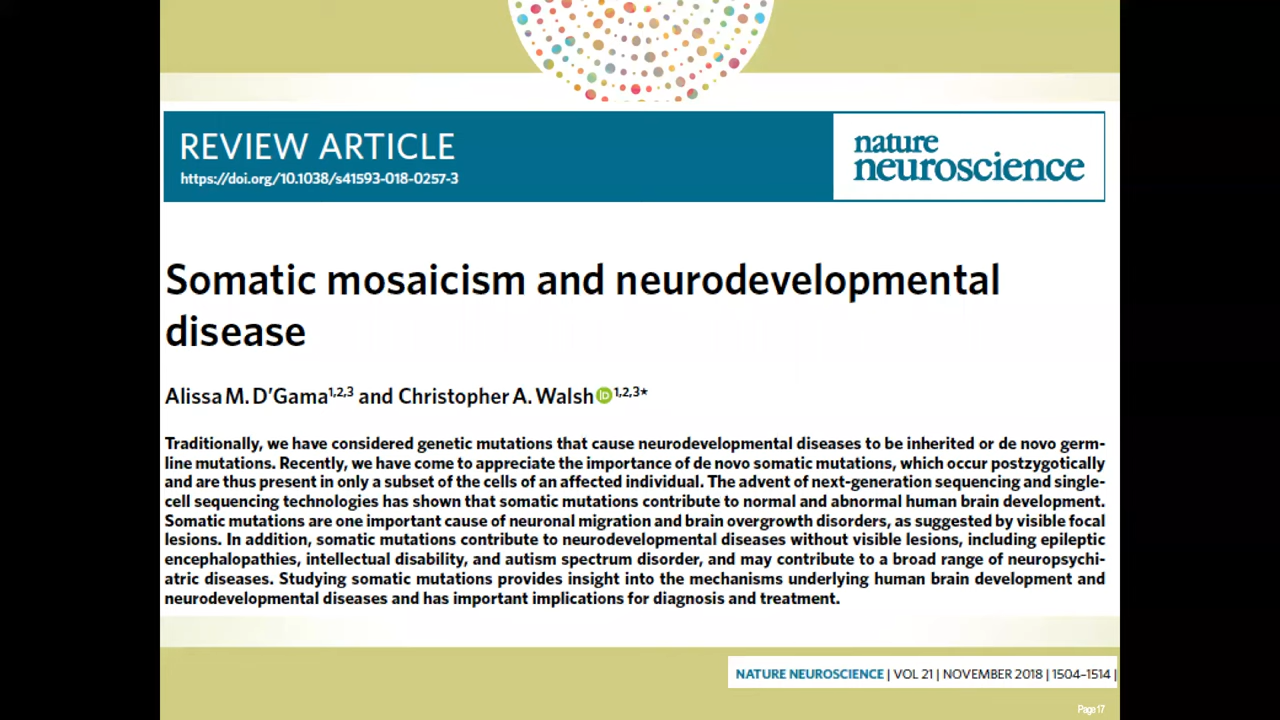 REVIEW ARTICLE
https://doi.org/10.1038/s41593-018-0257-3
nature
neuroscience
Somatic mosaicism and neurodevelopmental
disease
Alissa M. D'Gama1,2,3 and Christopher A. Walsh iD 1,2,3*
Traditionally, we have considered genetic mutations that cause neurodevelopmental diseases to be inherited or de novo germ-
line mutations. Recently, we have come to appreciate the importance of de novo somatic mutations, which occur postzygotically
and are thus present in only a subset of the cells of an affected individual. The advent of next-generation sequencing and single-
cell sequencing technologies has shown that somatic mutations contribute to normal and abnormal human brain development.
Somatic mutations are one important cause of neuronal migration and brain overgrowth disorders, as suggested by visible focal
lesions. In addition, somatic mutations contribute to neurodevelopmental diseases without visible lesions, including epileptic
encephalopathies, intellectual disability, and autism spectrum disorder, and may contribute to a broad range of neuropsychi-
atric diseases. Studying somatic mutations provides insight into the mechanisms underlying human brain development and
neurodevelopmental diseases and has important implications for diagnosis and treatment.
NATURE NEUROSCIENCE | VOL 21 | NOVEMBER 2018 | 1504–1514 |
Page 17